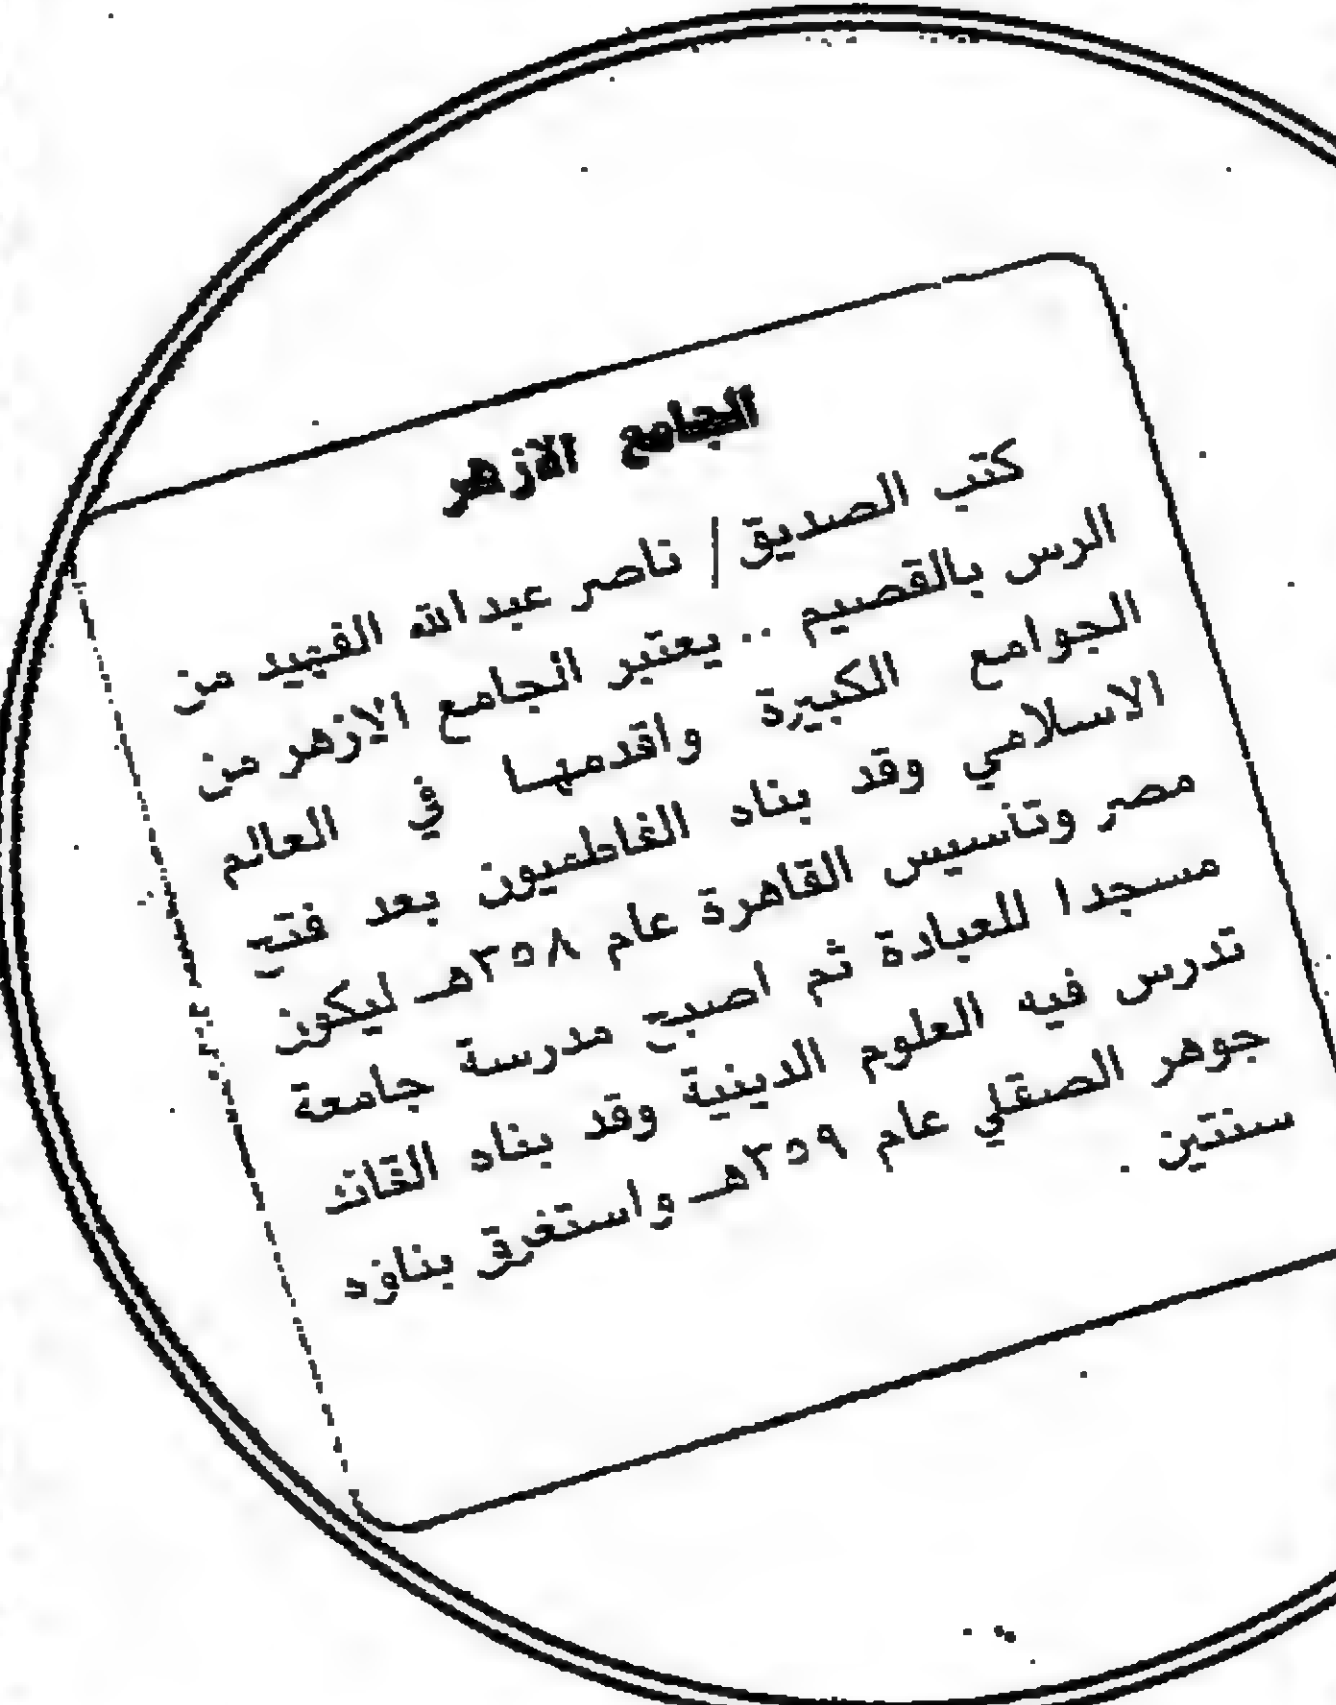 الجامع الازهر
كتب الصديق / ناصر عبدالله الفهيد من
الرس بالقصيم .. يعتبر الجامع الازهر من
الجوامع الكبيرة واقدمها في العالم
الاسلامي وقد بناه الفاطميون بعد فتح
مصر وتاسيس القاهرة عام ٣٥٨هـ ليكون
مسجدا للعبادة ثم اصبح مدرسة جامعة
تدرس فيه العلوم الدينية وقد بناه القائد
جوهر الصقلي عام ٣٥٩هـ واستغرق بناؤه
سنتين .